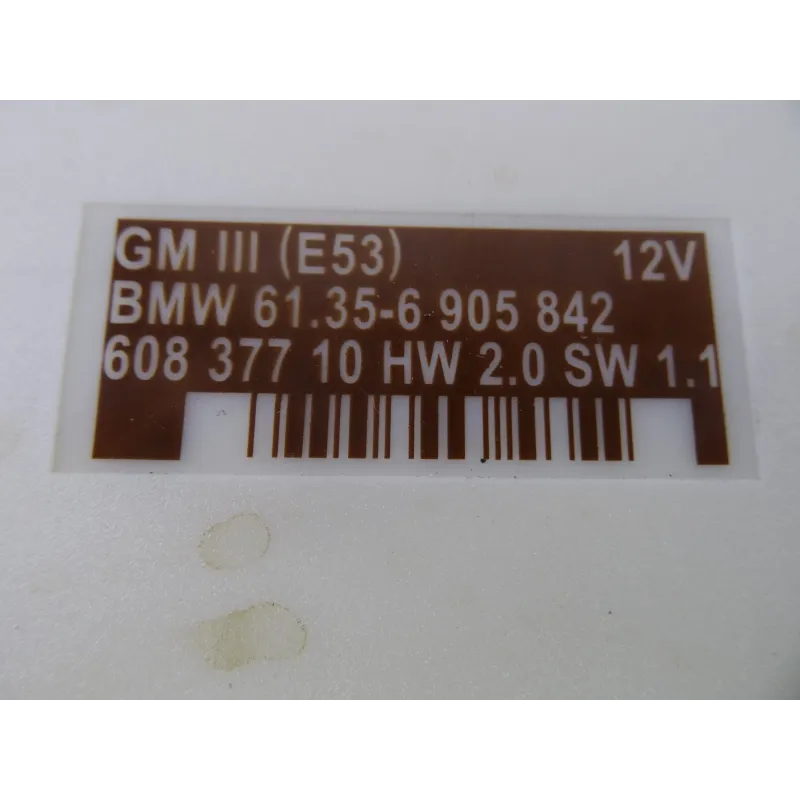 GM III (E53) 12V
BMW 61.35-6 905 842
608 377 10 HW 2.0 SW 1.1